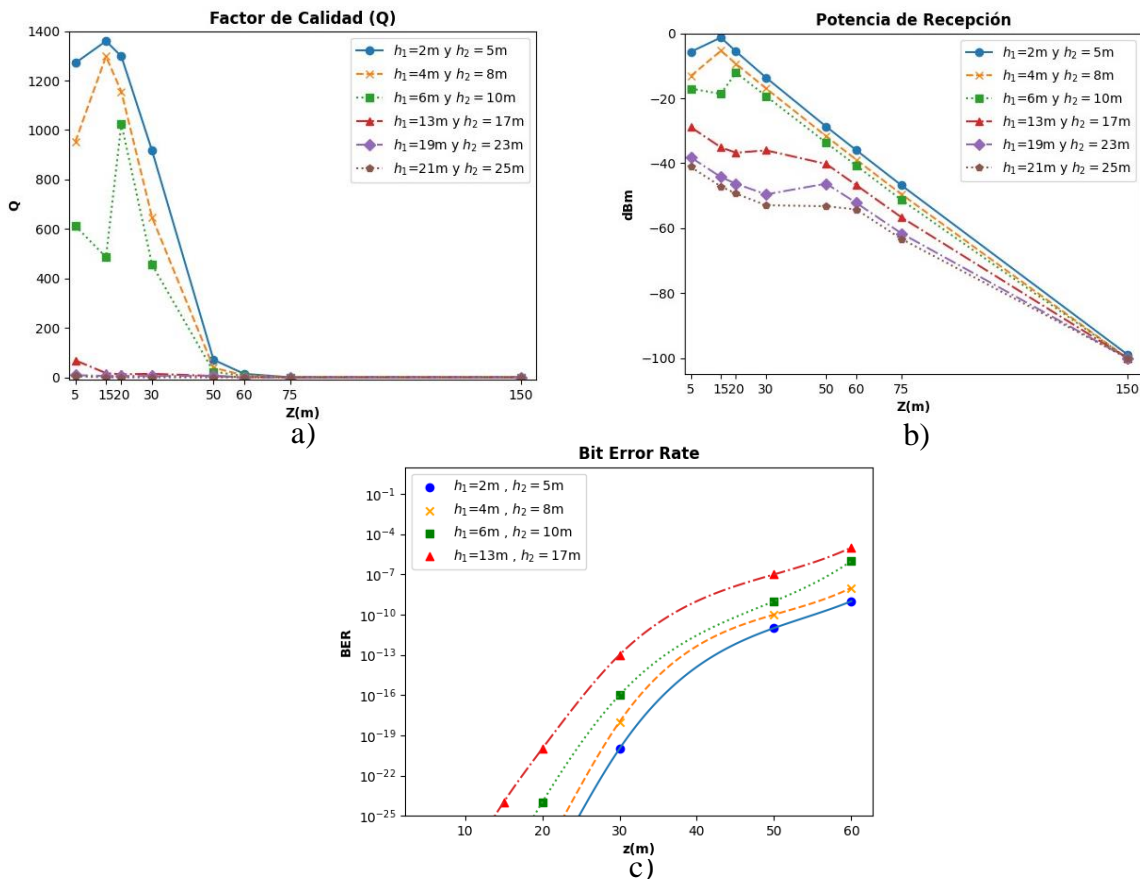 Factor de Calidad (Q)
1400
1200
1000
800
600
400
200
0
Q
5 15 20 30 50 60 75 150
Z(m)
h₁=2m y h₂ = 5m
h₁=4m y h₂ = 8m
h₁=6m y h₂ = 10m
h₁=13m y h₂ = 17m
h₁=19m y h₂ = 23m
h₁=21m y h₂ = 25m
a)
Potencia de Recepción
0
−20
−40
−60
−80
−100
dBm
5 15 20 30 50 60 75 150
Z(m)
h₁=2m y h₂ = 5m
h₁=4m y h₂ = 8m
h₁=6m y h₂ = 10m
h₁=13m y h₂ = 17m
h₁=19m y h₂ = 23m
h₁=21m y h₂ = 25m
b)
Bit Error Rate
10⁻¹
10⁻⁴
10⁻⁷
10⁻¹⁰
10⁻¹³
10⁻¹⁶
10⁻¹⁹
10⁻²²
10⁻²⁵
BER
10 20 30 40 50 60
z(m)
h₁=2m , h₂ = 5m
h₁=4m , h₂ = 8m
h₁=6m , h₂ = 10m
h₁=13m , h₂ = 17m
c)